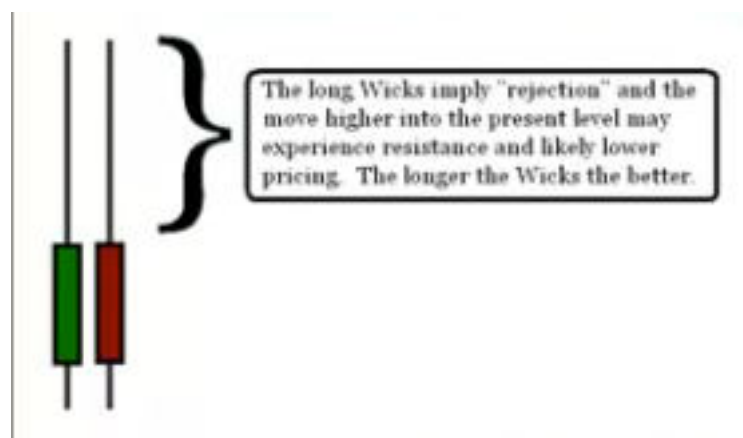 The long Wicks imply "rejection" and the
move higher into the present level may
experience resistance and likely lower
pricing. The longer the Wicks the better.